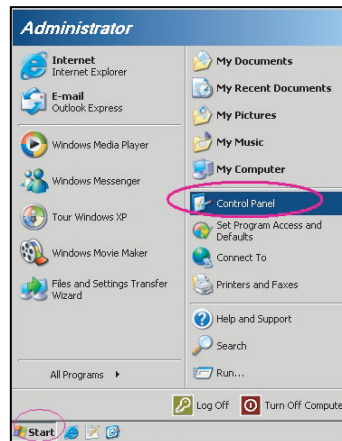 Administrator
Internet
Internet Explorer
E-mail
Outlook Express
Windows Media Player
Windows Messenger
Tour Windows XP
Windows Movie Maker
Files and Settings Transfer
Wizard
All Programs
My Documents
My Recent Documents
My Pictures
My Music
My Computer
Control Panel
Set Program Access and
Defaults
Connect To
Printers and Faxes
Help and Support
Search
Run...
Log Off
Turn Off Compute
Start